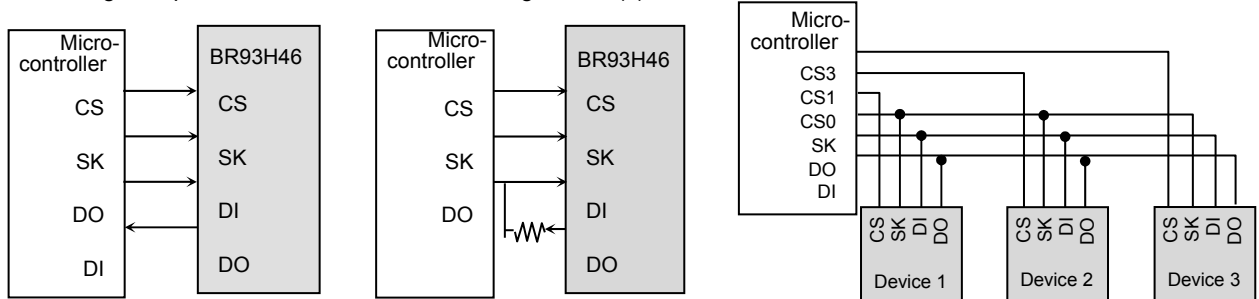 Micro-
controller
CS
SK
DO
DI
BR93H46
CS
SK
DI
DO
Micro-
controller
CS
SK
DO
BR93H46
CS
SK
DI
DO
Micro-
controller
CS3
CS1
CS0
SK
DO
DI
CS
SK
DI
DO
Device 1
CS
SK
DI
DO
Device 2
CS
SK
DI
DO
Device 3